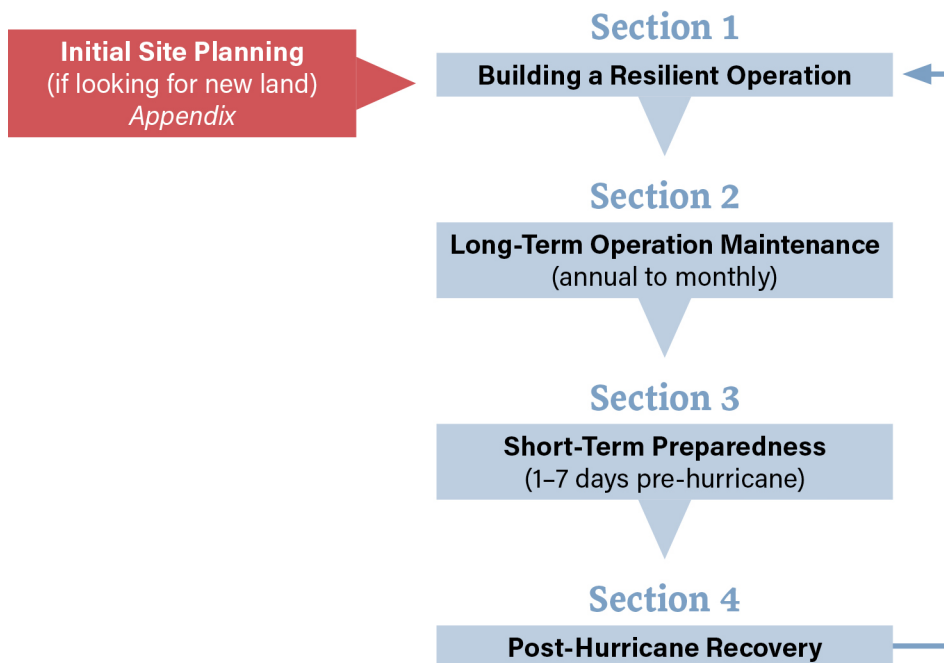 Initial Site Planning
(if looking for new land)
Appendix
Section 1
Building a Resilient Operation
Section 2
Long-Term Operation Maintenance
(annual to monthly)
Section 3
Short-Term Preparedness
(1–7 days pre-hurricane)
Section 4
Post-Hurricane Recovery